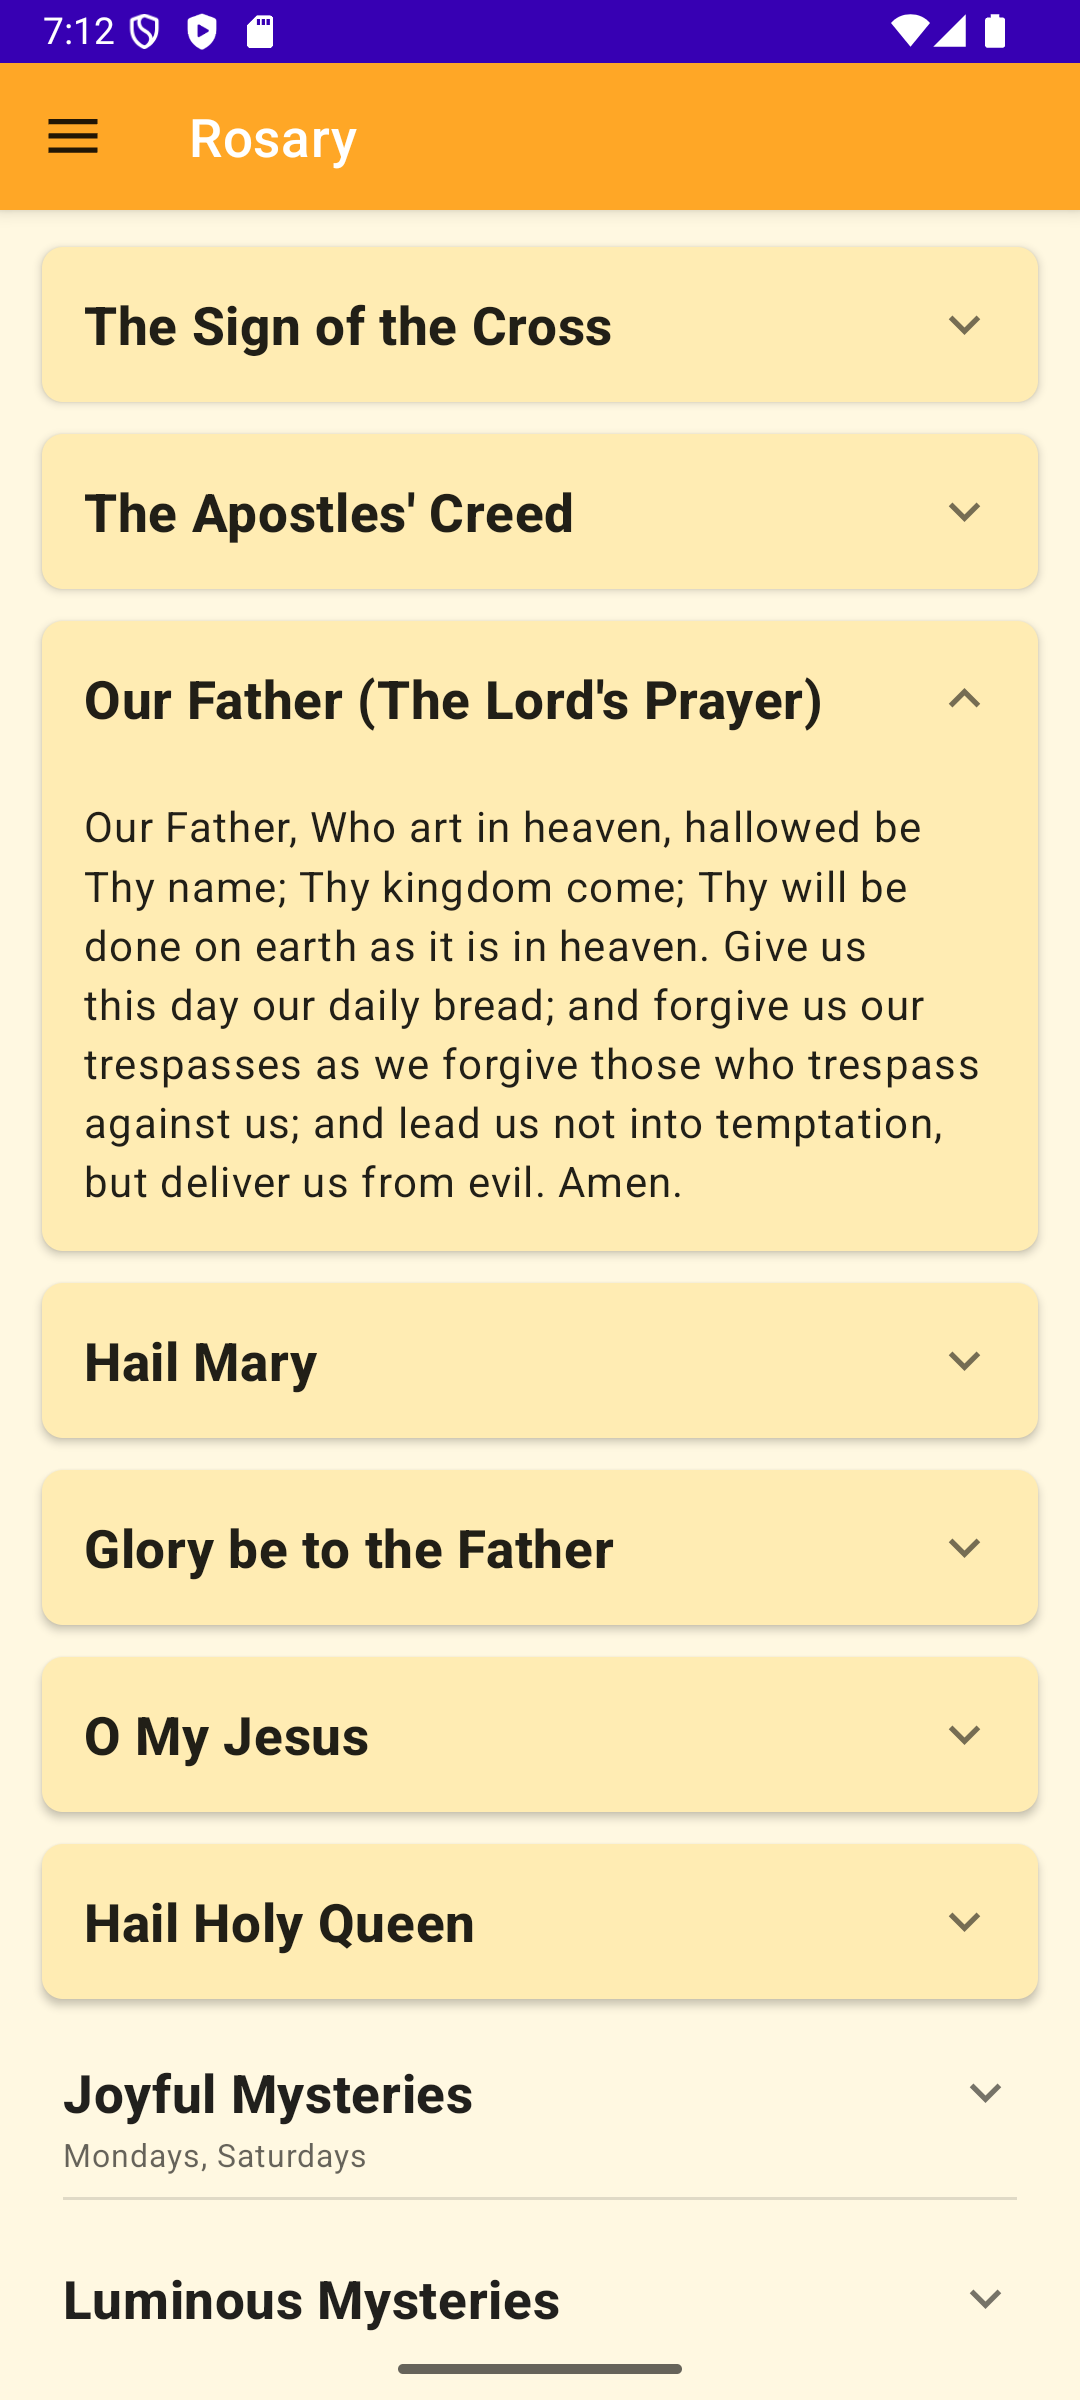 7:12
Rosary
The Sign of the Cross
The Apostles' Creed
Our Father (The Lord's Prayer)
Our Father, Who art in heaven, hallowed be
Thy name; Thy kingdom come; Thy will be
done on earth as it is in heaven. Give us
this day our daily bread; and forgive us our
trespasses as we forgive those who trespass
against us; and lead us not into temptation,
but deliver us from evil. Amen.
Hail Mary
Glory be to the Father
O My Jesus
Hail Holy Queen
Joyful Mysteries
Mondays, Saturdays
Luminous Mysteries